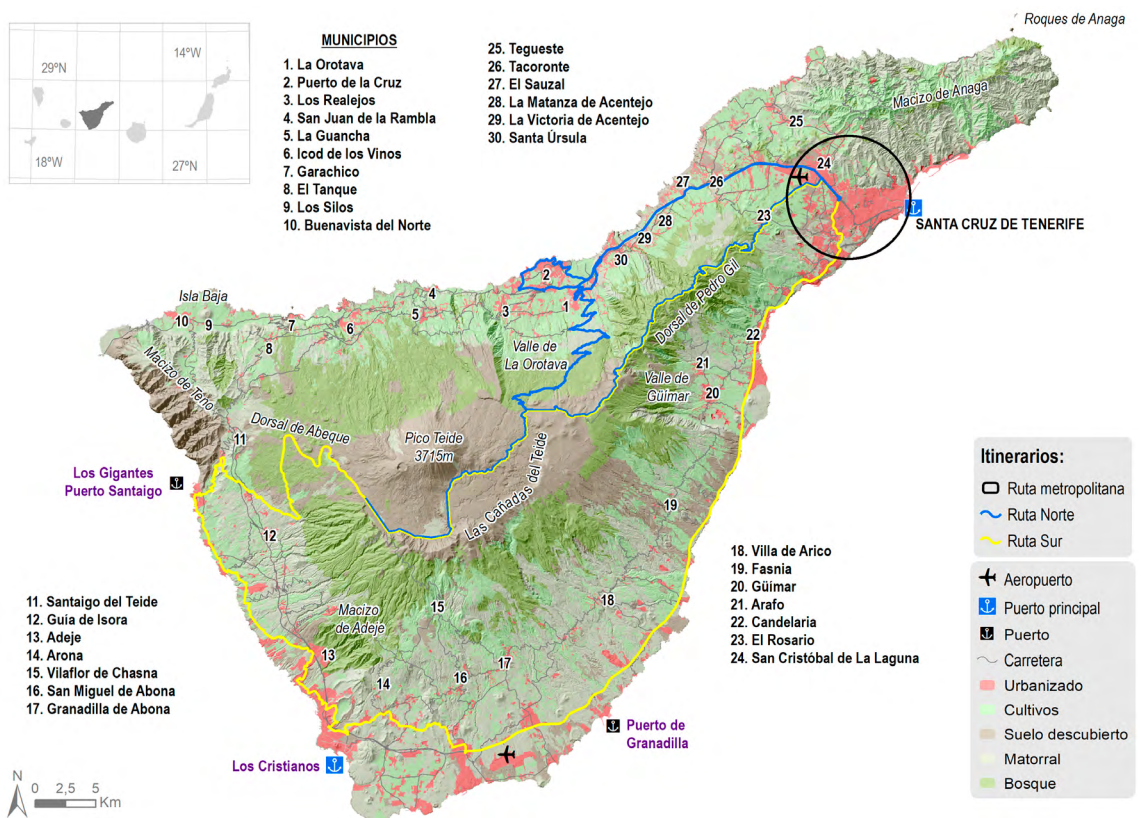 Roques de Anaga
14ºW
29ºN
18ºW
27ºN
MUNICIPIOS
1. La Orotava
2. Puerto de la Cruz
3. Los Realejos
4. San Juan de la Rambla
5. La Guancha
6. Icod de los Vinos
7. Garachico
8. El Tanque
9. Los Silos
10. Buenavista del Norte
25. Tegueste
26. Tacoronte
27. El Sauzal
28. La Matanza de Acentejo
29. La Victoria de Acentejo
30. Santa Úrsula
Macizo de Anaga
25
24
27
26
23
28
29
30
SANTA CRUZ DE TENERIFE
2
1
3
4
5
6
7
8
9
10
Isla Baja
Valle de
La Orotava
Dorsal de Pedro Gil
22
21
20
Valle de
Güimar
Macizo de Teno
11
Dorsal de Abeque
Pico Teide
3715m
Las Cañadas del Teide
Los Gigantes
Puerto Santaigo
12
19
Macizo
de Adeje
15
18
13
14
16
17
Los Cristianos
Puerto de
Granadilla
11. Santaigo del Teide
12. Guía de Isora
13. Adeje
14. Arona
15. Vilaflor de Chasna
16. San Miguel de Abona
17. Granadilla de Abona
18. Villa de Arico
19. Fasnia
20. Güimar
21. Arafo
22. Candelaria
23. El Rosario
24. San Cristóbal de La Laguna
Itinerarios:
Ruta metropolitana
Ruta Norte
Ruta Sur
Aeropuerto
Puerto principal
Puerto
Carretera
Urbanizado
Cultivos
Suelo descubierto
Matorral
Bosque
N
0 2,5 5
Km